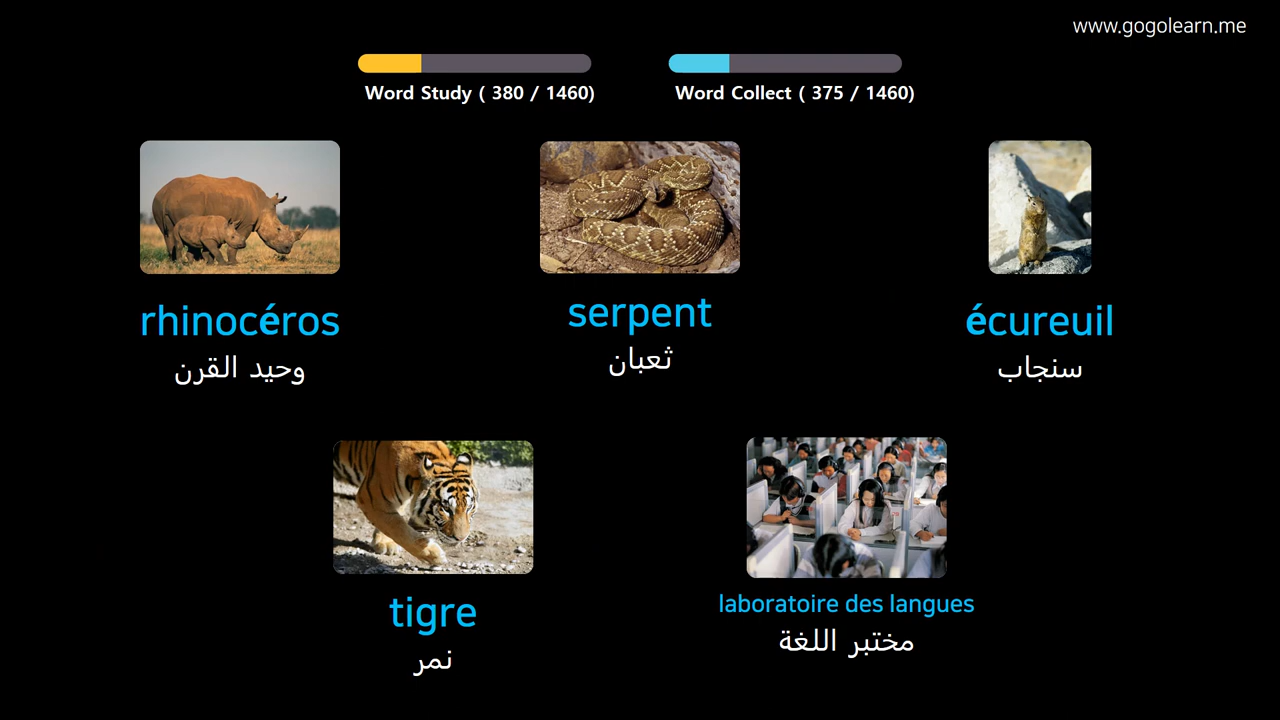 www.gogolearn.me
Word Study ( 380 / 1460)
Word Collect ( 375 / 1460)
rhinocéros
وحيد القرن
serpent
ثعبان
écureuil
سنجاب
tigre
نمر
laboratoire des langues
مختبر اللغة